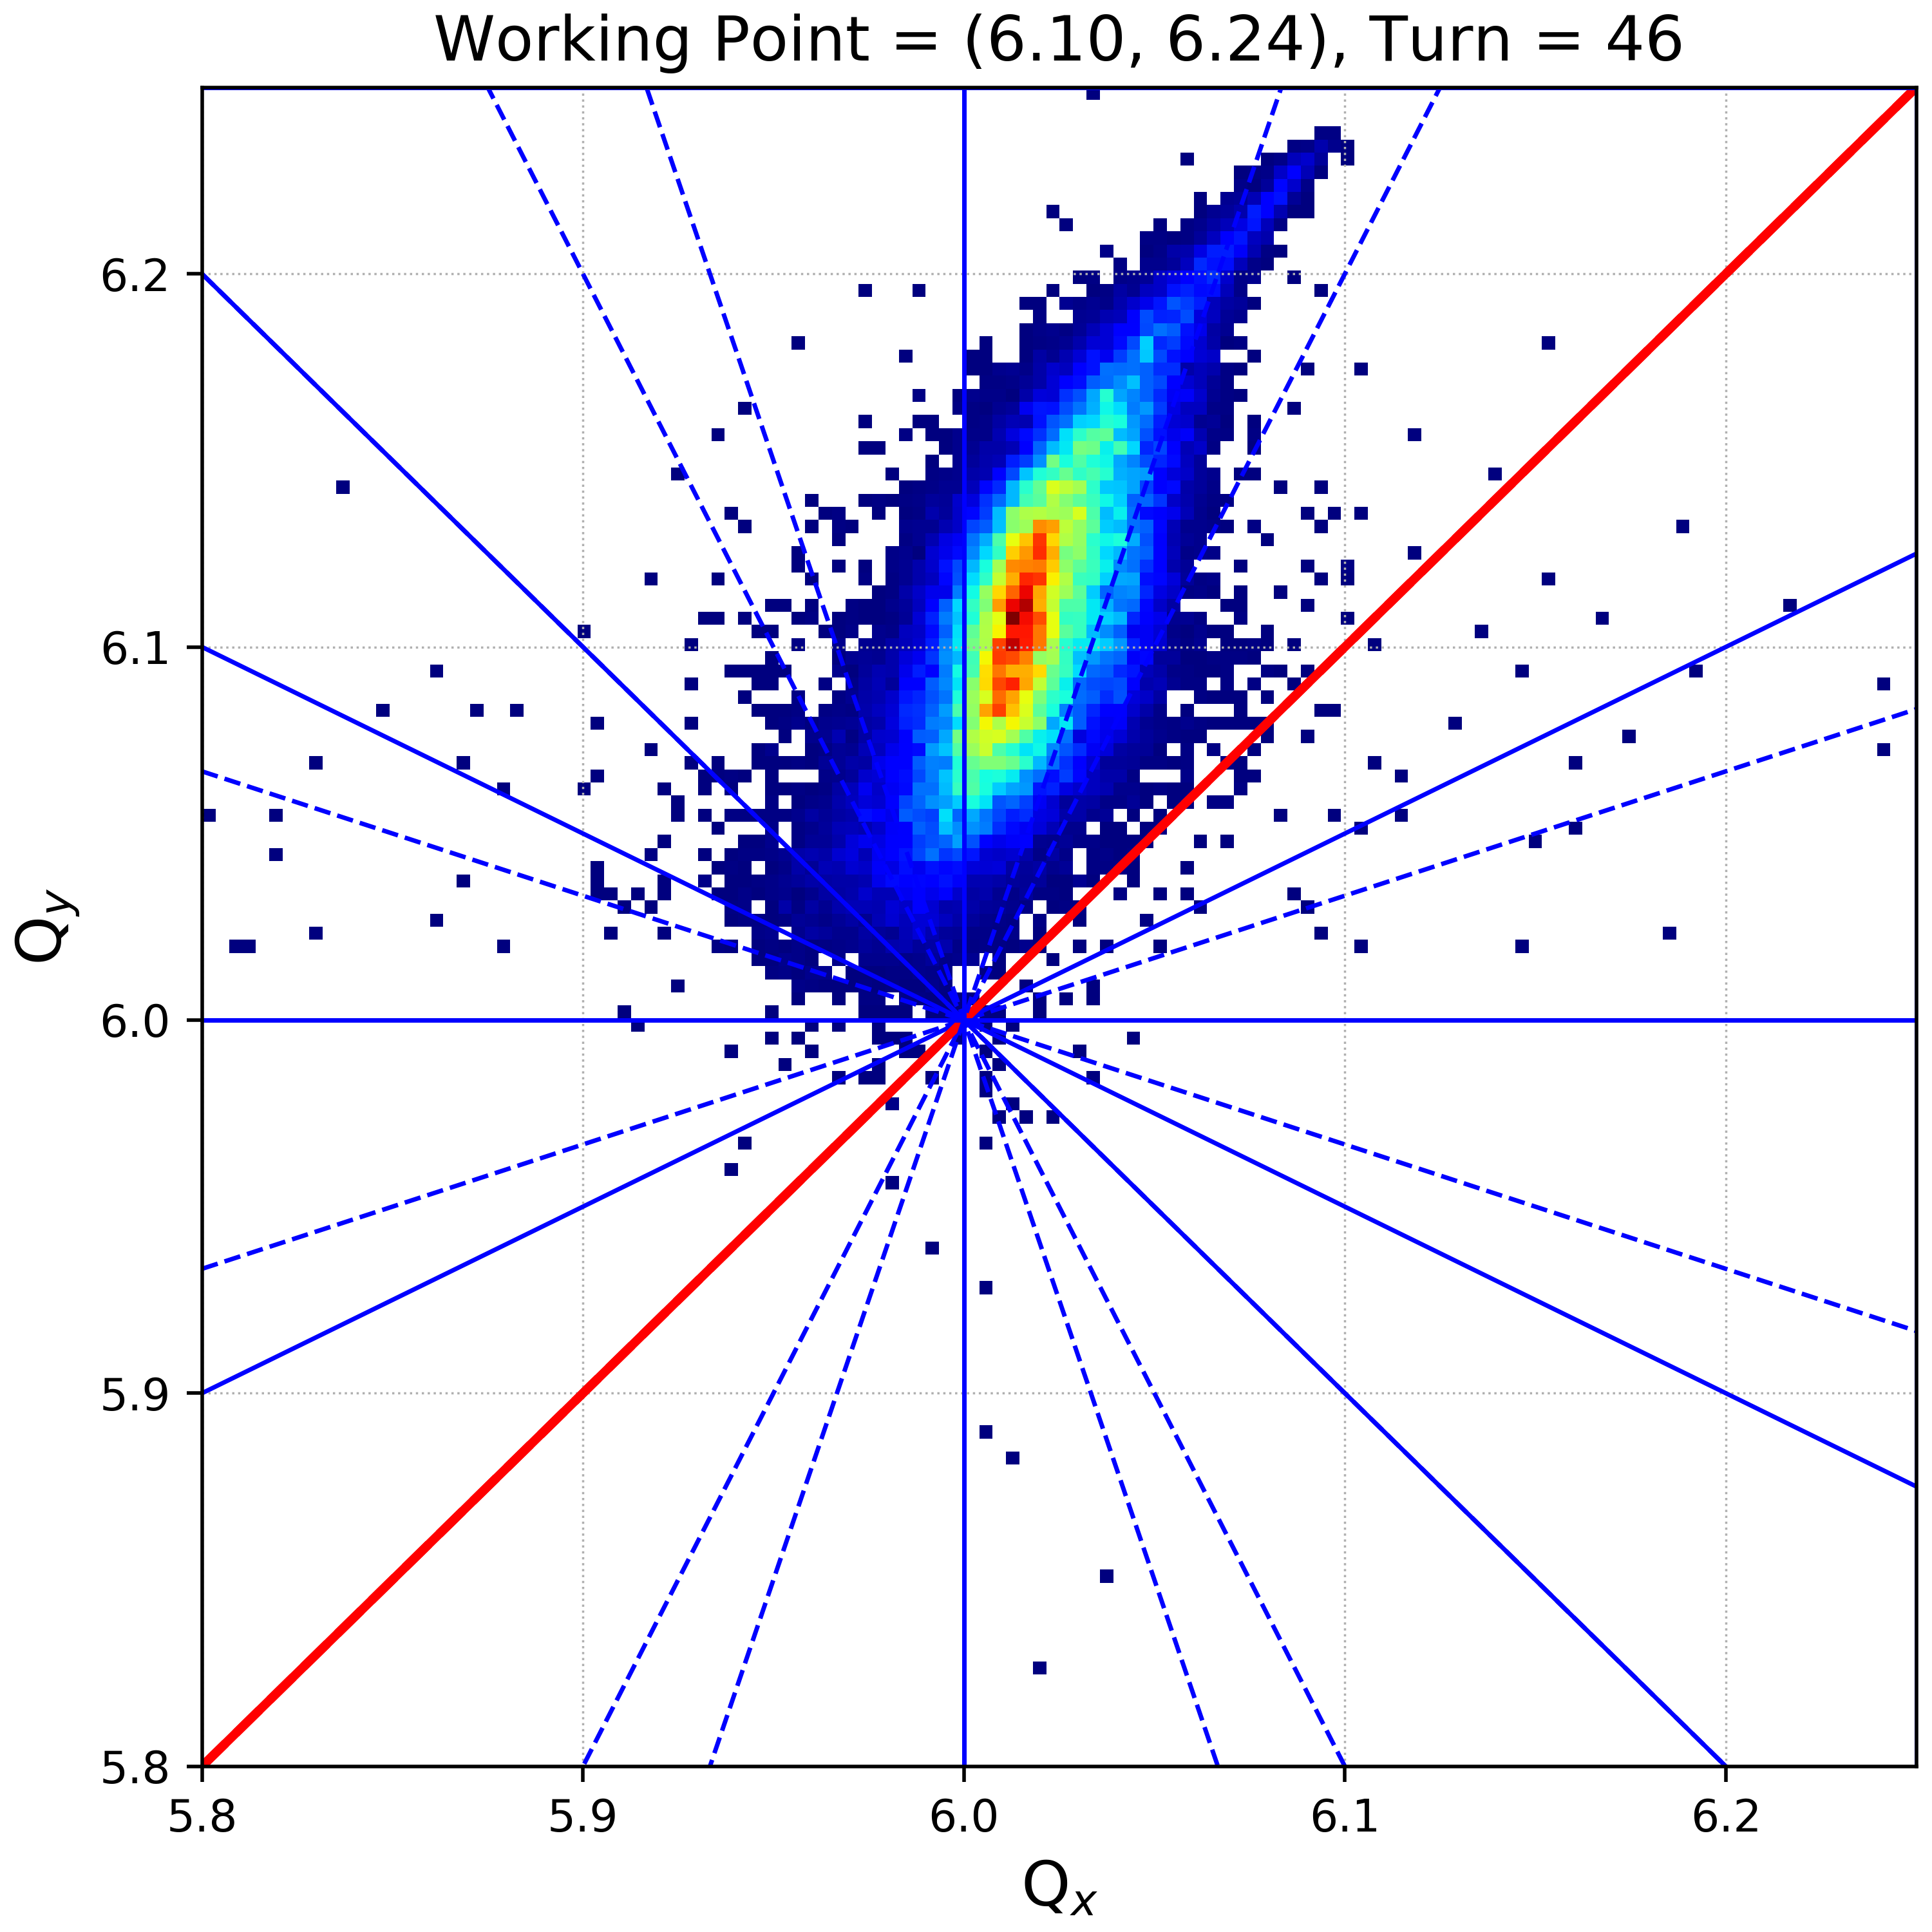 Working Point = (6.10, 6.24), Turn = 46
6.2
6.1
6.0
5.9
5.8
Qy
5.8 5.9 6.0 6.1 6.2
Qx